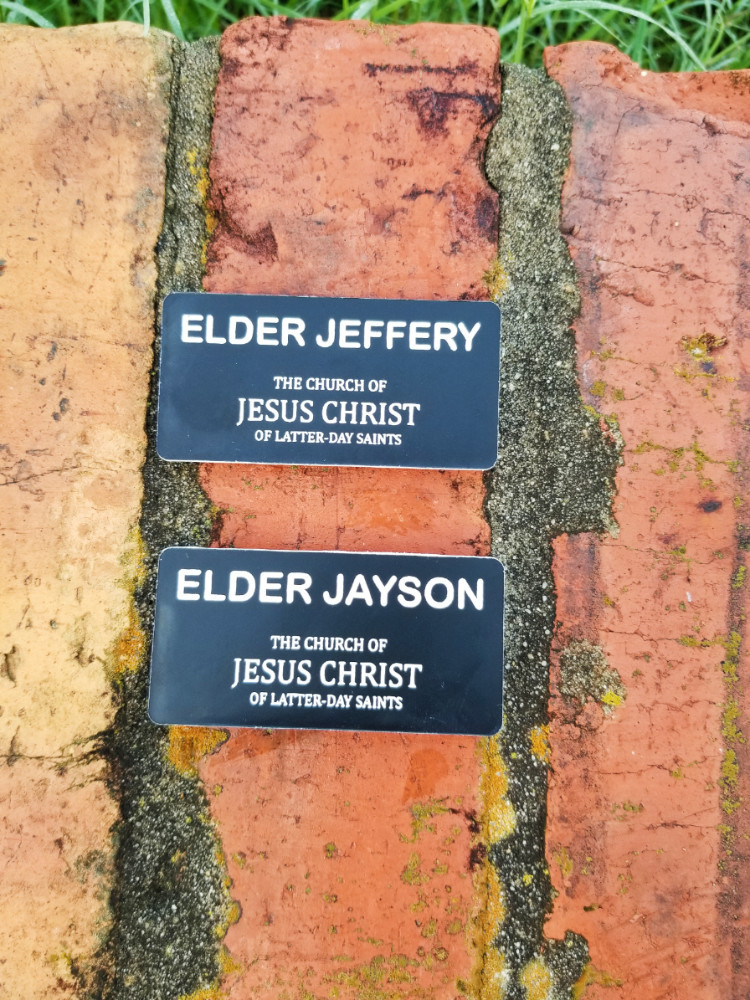 ELDER JEFFERY
THE CHURCH OF
JESUS CHRIST
OF LATTER-DAY SAINTS
ELDER JAYSON
THE CHURCH OF
JESUS CHRIST
OF LATTER-DAY SAINTS